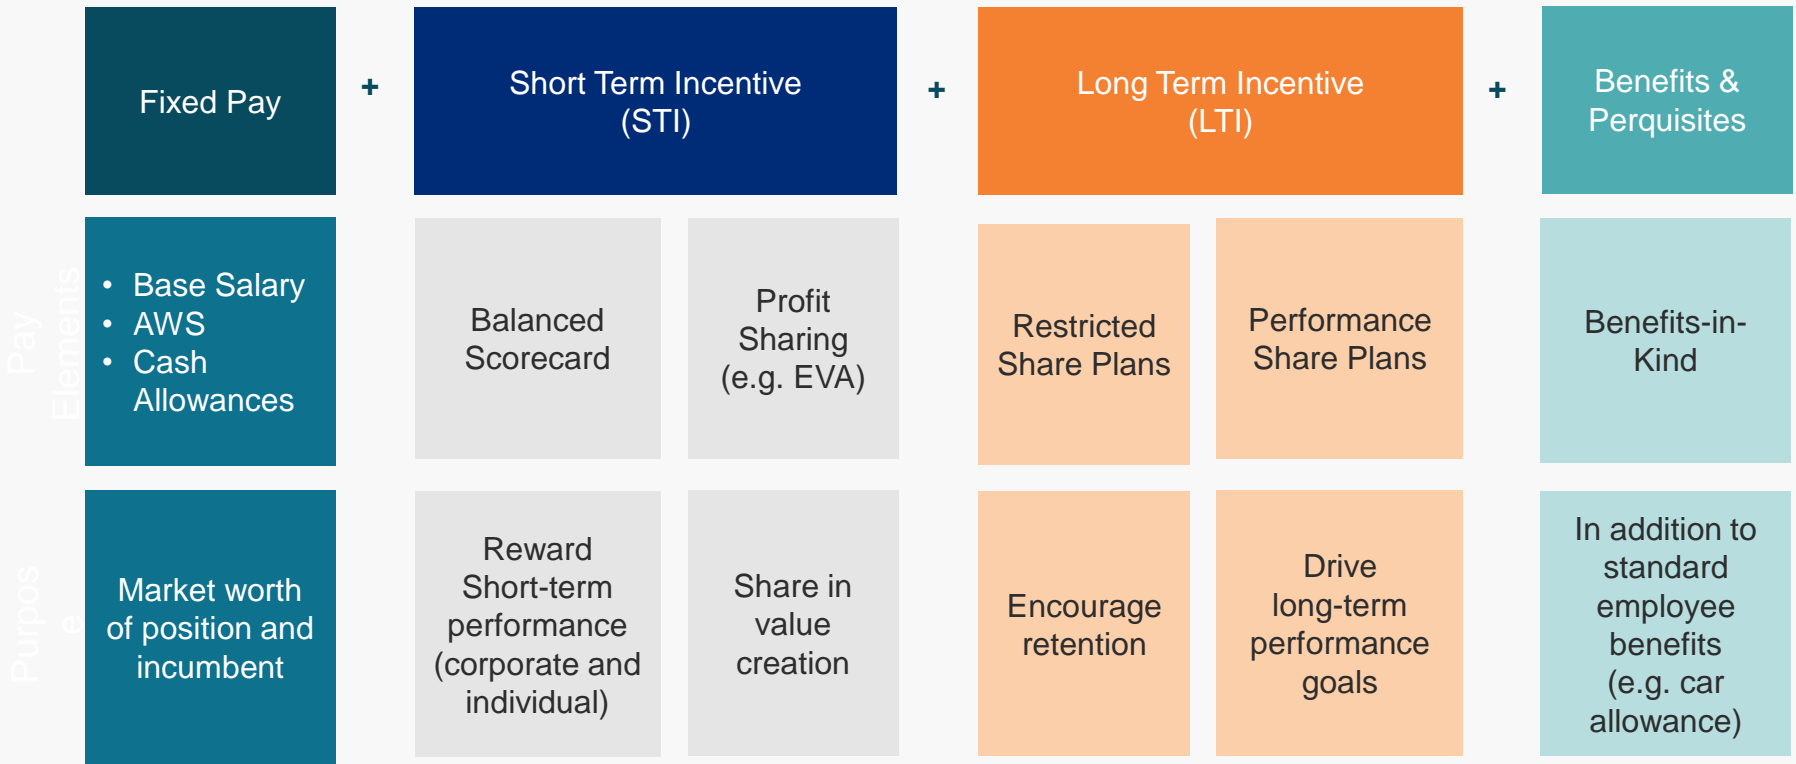 Fixed Pay
+
Short Term Incentive
(STI)
+
Long Term Incentive
(LTI)
+
Benefits &
Perquisites
Pay
Elements
• Base Salary
• AWS
• Cash
Allowances
Balanced
Scorecard
Profit
Sharing
(e.g. EVA)
Restricted
Share Plans
Performance
Share Plans
Benefits-in-
Kind
Purpos
e
Market worth
of position and
incumbent
Reward
Short-term
performance
(corporate and
individual)
Share in
value
creation
Encourage
retention
Drive
long-term
performance
goals
In addition to
standard
employee
benefits
(e.g. car
allowance)